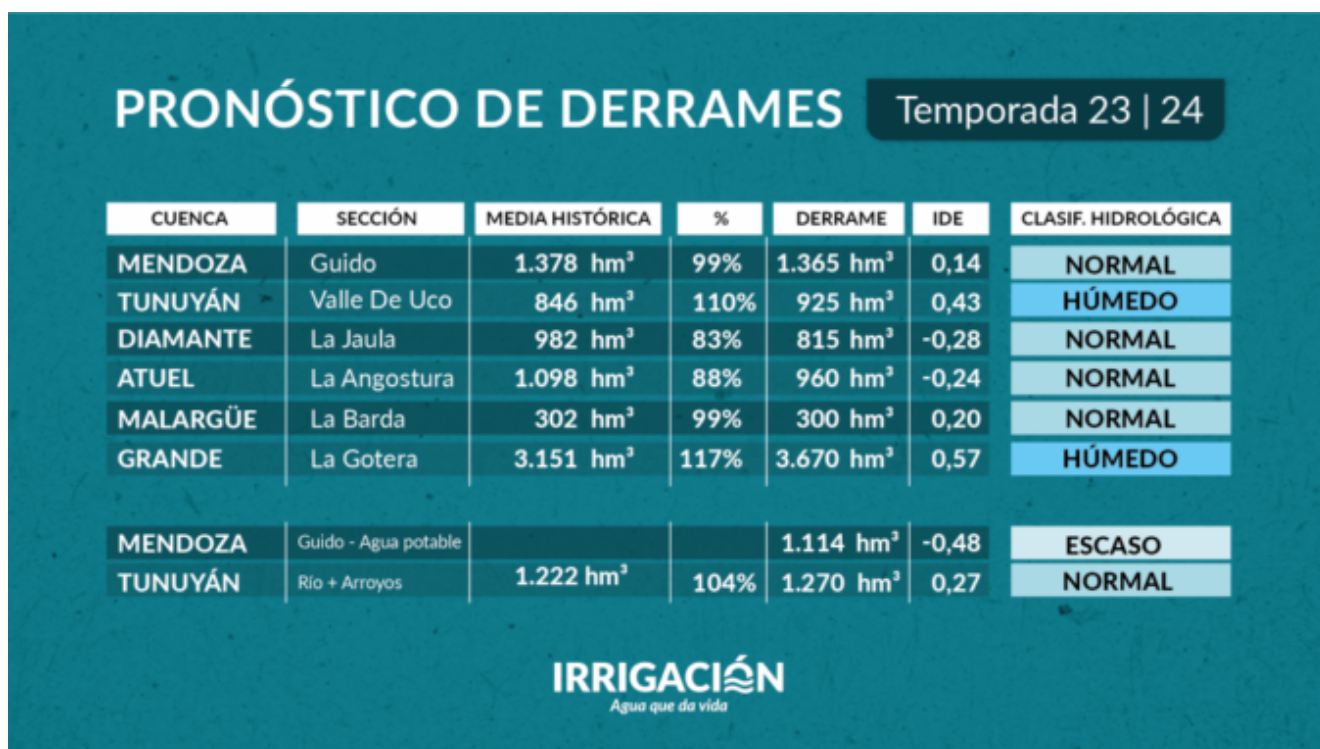 PRONÓSTICO DE DERRAMES Temporada 23 | 24
CUENCA SECCIÓN MEDIA HISTÓRICA % DERRAME IDE CLASIF. HIDROLÓGICA
MENDOZA Guido 1.378 hm³ 99% 1.365 hm³ 0,14 NORMAL
TUNUYÁN Valle De Uco 846 hm³ 110% 925 hm³ 0,43 HÚMEDO
DIAMANTE La Jaula 982 hm³ 83% 815 hm³ -0,28 NORMAL
ATUEL La Angostura 1.098 hm³ 88% 960 hm³ -0,24 NORMAL
MALARGÜE La Barda 302 hm³ 99% 300 hm³ 0,20 NORMAL
GRANDE La Gotera 3.151 hm³ 117% 3.670 hm³ 0,57 HÚMEDO
MENDOZA Guido - Agua potable 1.114 hm³ -0,48 ESCASO
TUNUYÁN Río + Arroyos 1.222 hm³ 104% 1.270 hm³ 0,27 NORMAL
IRRIGACIÓN
Agua que da vida